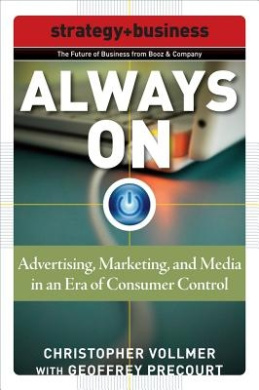 strategy+business
The Future of Business from Booz & Company
ALWAYS
ON
Advertising, Marketing, and Media
in an Era of Consumer Control
CHRISTOPHER VOLLMER
WITH GEOFFREY PRECOURT